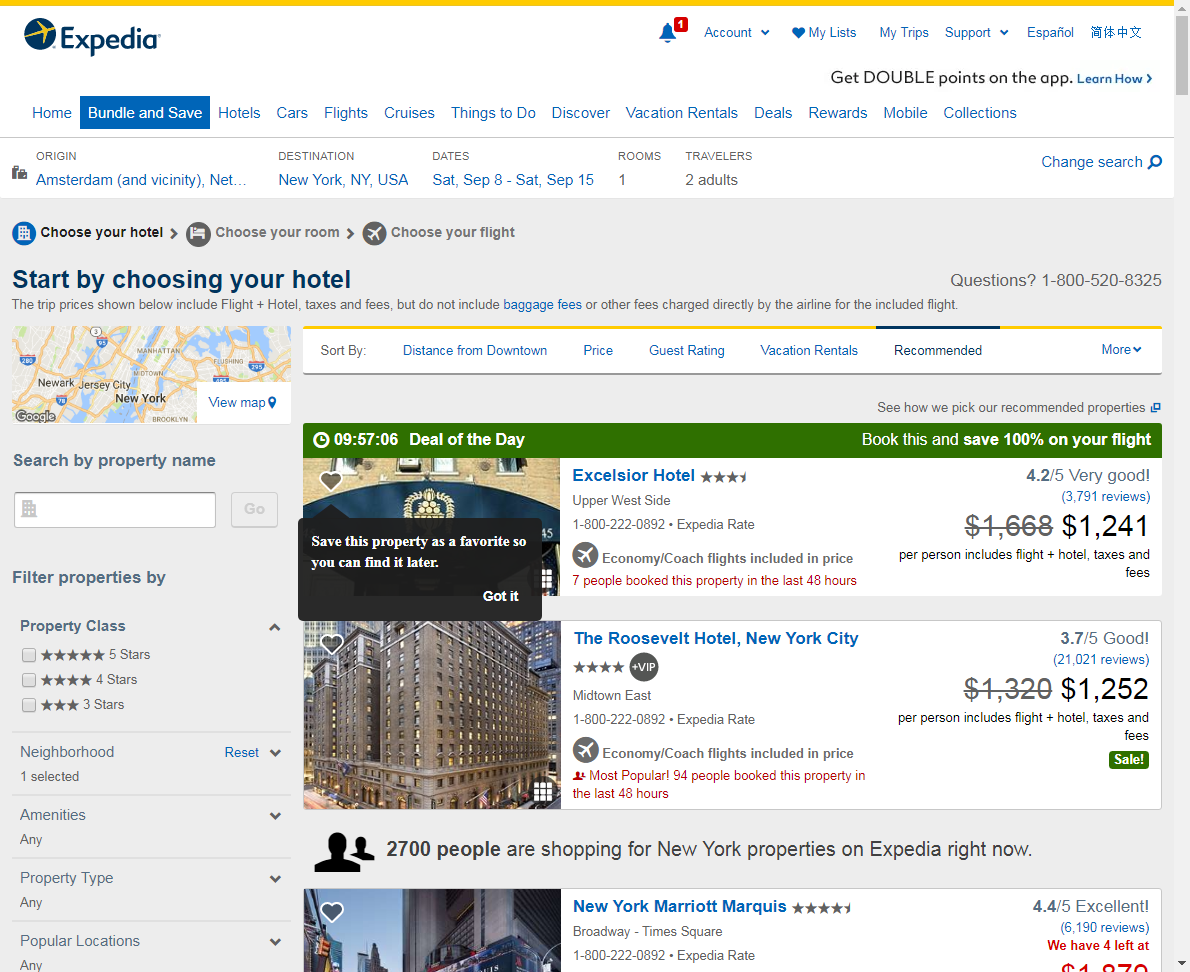 Expedia
1
Account
My Lists
My Trips
Support
Español
简体中文
Get DOUBLE points on the app. Learn How
Home
Bundle and Save
Hotels
Cars
Flights
Cruises
Things to Do
Discover
Vacation Rentals
Deals
Rewards
Mobile
Collections
ORIGIN
Amsterdam (and vicinity), Net...
DESTINATION
New York, NY, USA
DATES
Sat, Sep 8 - Sat, Sep 15
ROOMS
1
TRAVELERS
2 adults
Change search
Choose your hotel
Choose your room
Choose your flight
Start by choosing your hotel
Questions? 1-800-520-8325
The trip prices shown below include Flight + Hotel, taxes and fees, but do not include baggage fees or other fees charged directly by the airline for the included flight.
3
95
280
MANHATTAN
FLUSHING
MIDTOWN
495
295
Newark
Jersey City
78
New York
BROOKLYN
Google
View map
Search by property name
Go
Filter properties by
Property Class
5 Stars
4 Stars
3 Stars
Neighborhood
Reset
1 selected
Amenities
Any
Property Type
Any
Popular Locations
Any
Sort By:
Distance from Downtown
Price
Guest Rating
Vacation Rentals
Recommended
More
See how we pick our recommended properties
09:57:06 Deal of the Day
Book this and save 100% on your flight
45
Save this property as a favorite so
you can find it later.
Got it
Excelsior Hotel
Upper West Side
1-800-222-0892 • Expedia Rate
Economy/Coach flights included in price
7 people booked this property in the last 48 hours
4.2/5 Very good!
(3,791 reviews)
$1,668 $1,241
per person includes flight + hotel, taxes and
fees
The Roosevelt Hotel, New York City
+VIP
Midtown East
1-800-222-0892 • Expedia Rate
Economy/Coach flights included in price
Most Popular! 94 people booked this property in
the last 48 hours
3.7/5 Good!
(21,021 reviews)
$1,320 $1,252
per person includes flight + hotel, taxes and
fees
Sale!
2700 people are shopping for New York properties on Expedia right now.
New York Marriott Marquis
Broadway - Times Square
1-800-222-0892 • Expedia Rate
4.4/5 Excellent!
(6,190 reviews)
We have 4 left at
$1,879